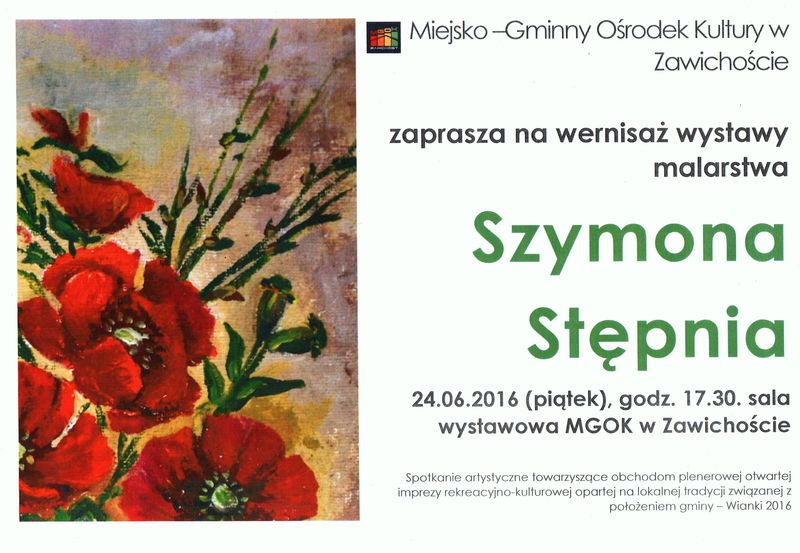 Miejsko –Gminny Ośrodek Kultury w
Zawichoście
zaprasza na wernisaż wystawy
malarstwa
Szymona
Stępnia
24.06.2016 (piątek), godz. 17.30. sala
wystawowa MGOK w Zawichoście
Spotkanie artystyczne towarzyszące obchodom plenerowej otwartej
imprezy rekreacyjno-kulturowej opartej na lokalnej tradycji związanej z
położeniem gminy – Wianki 2016